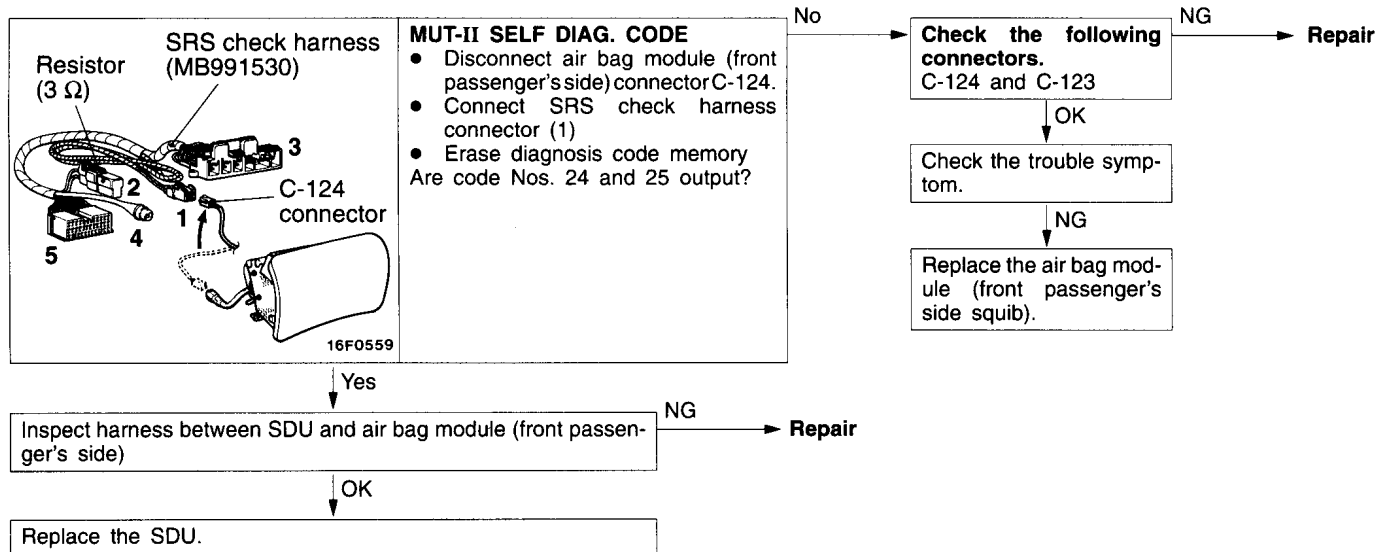 SRS check harness
(MB991530)
Resistor
(3 Ω)
3
2
1
C-124
connector
4
5
16F0559
MUT-II SELF DIAG. CODE
● Disconnect air bag module (front
passenger's side) connector C-124.
● Connect SRS check harness
connector (1)
● Erase diagnosis code memory
Are code Nos. 24 and 25 output?
No
Check the following
connectors.
C-124 and C-123
NG
Repair
OK
Check the trouble symp-
tom.
NG
Replace the air bag mod-
ule (front passenger's
side squib).
Yes
Inspect harness between SDU and air bag module (front passen-
ger's side)
NG
Repair
OK
Replace the SDU.